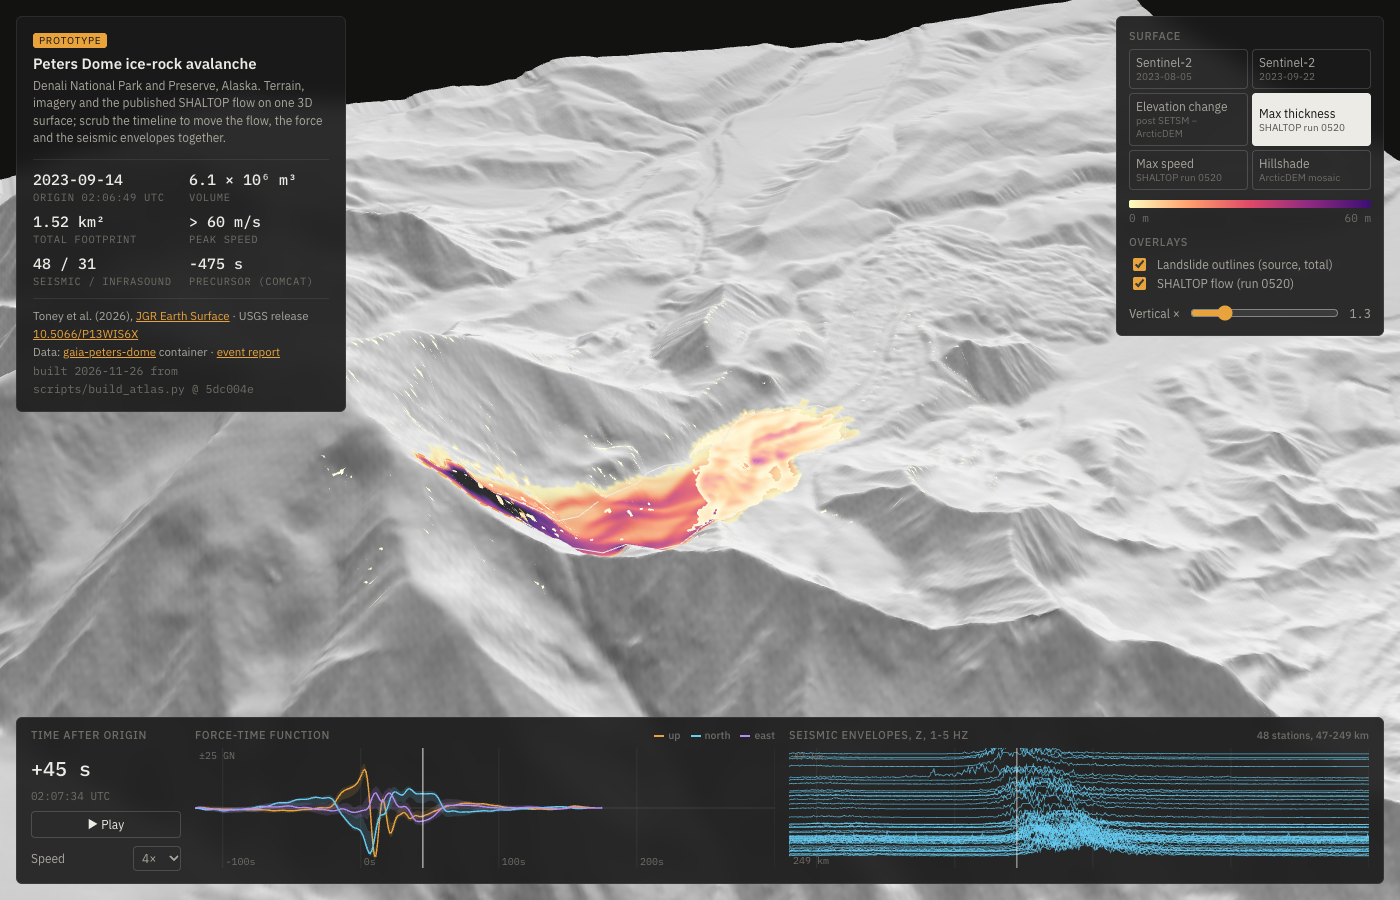 PROTOTYPE
Peters Dome ice-rock avalanche
Denali National Park and Preserve, Alaska. Terrain,
imagery and the published SHALTOP flow on one 3D
surface; scrub the timeline to move the flow, the force
and the seismic envelopes together.
2023-09-14
ORIGIN 02:06:49 UTC
6.1 × 10⁶ m³
VOLUME
1.52 km²
TOTAL FOOTPRINT
> 60 m/s
PEAK SPEED
48 / 31
SEISMIC / INFRASOUND
-475 s
PRECURSOR (COMCAT)
Toney et al. (2026), JGR Earth Surface · USGS release
10.5066/P13WIS6X
Data: gaia-peters-dome container · event report
built 2026-11-26 from
scripts/build_atlas.py @ 5dc004e
SURFACE
Sentinel-2
2023-08-05
Sentinel-2
2023-09-22
Elevation change
post SETSM −
ArcticDEM
Max thickness
SHALTOP run 0520
Max speed
SHALTOP run 0520
Hillshade
ArcticDEM mosaic
0 m 60 m
OVERLAYS
Landslide outlines (source, total)
SHALTOP flow (run 0520)
Vertical × 1.3
TIME AFTER ORIGIN
+45 s
02:07:34 UTC
▶ Play
Speed 4×
FORCE-TIME FUNCTION
up north east
±25 GN
-100s 0s 100s 200s
SEISMIC ENVELOPES, Z, 1-5 HZ
48 stations, 47-249 km
249 km